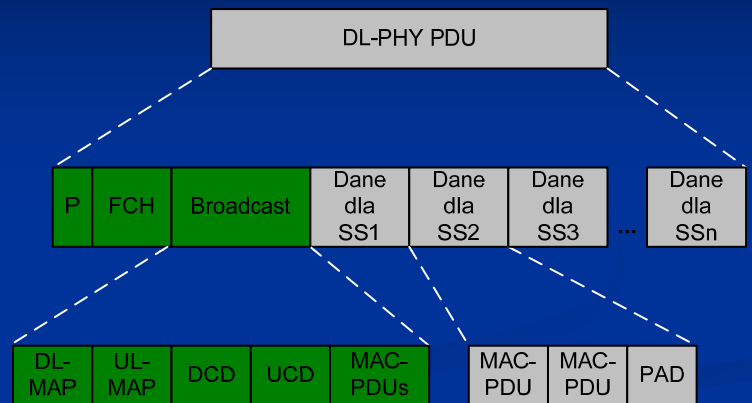 DL-PHY PDU
P
FCH
Broadcast
Dane
dla
SS1
Dane
dla
SS2
Dane
dla
SS3
...
Dane
dla
SSn
DL-
MAP
UL-
MAP
DCD
UCD
MAC-
PDUs
MAC-
PDU
MAC-
PDU
PAD